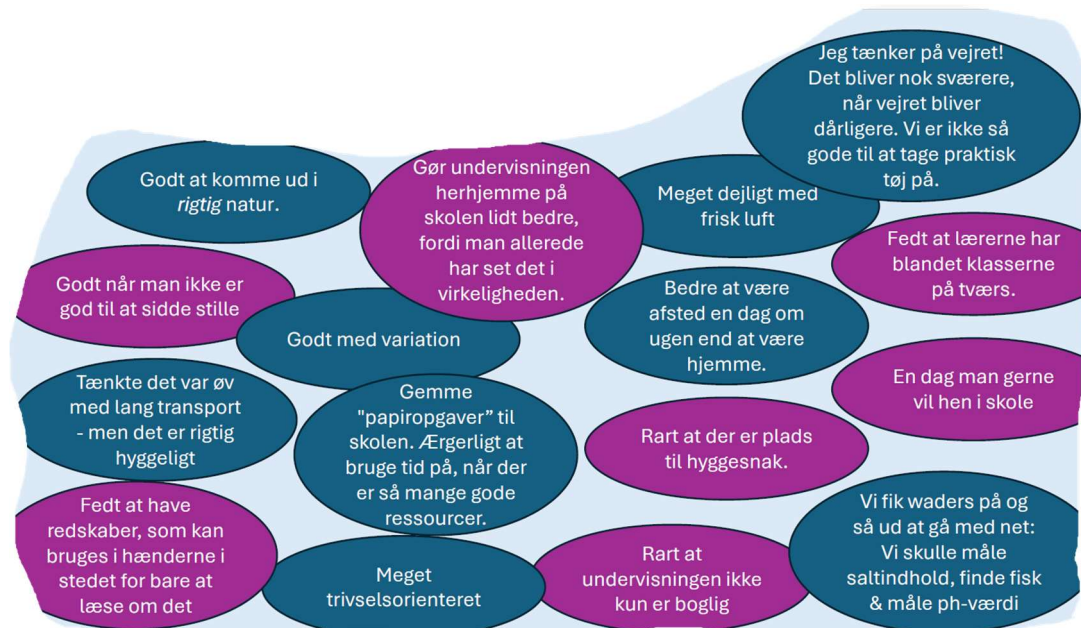 Jeg tænker på vejret!
Det bliver nok sværere,
når vejret bliver
dårligere. Vi er ikke så
gode til at tage praktisk
tøj på.
Godt at komme ud i
rigtig natur.
Gør undervisningen
herhjemme på
skolen lidt bedre,
fordi man allerede
har set det i
virkeligheden.
Meget dejligt med
frisk luft
Fedt at lærerne har
blandet klasserne
på tværs.
Godt når man ikke er
god til at sidde stille
Godt med variation
Bedre at være
afsted en dag om
ugen end at være
hjemme.
Tænkte det var øv
med lang transport
- men det er rigtig
hyggeligt
Gemme
"papiropgaver” til
skolen. Ærgerligt at
bruge tid på, når der
er så mange gode
ressourcer.
En dag man gerne
vil hen i skole
Rart at der er plads
til hyggesnak.
Fedt at have
redskaber, som kan
bruges i hænderne i
stedet for bare at
læse om det
Meget
trivselsorienteret
Rart at
undervisningen ikke
kun er boglig
Vi fik waders på og
så ud at gå med net:
Vi skulle måle
saltindhold, finde fisk
& måle ph-værdi